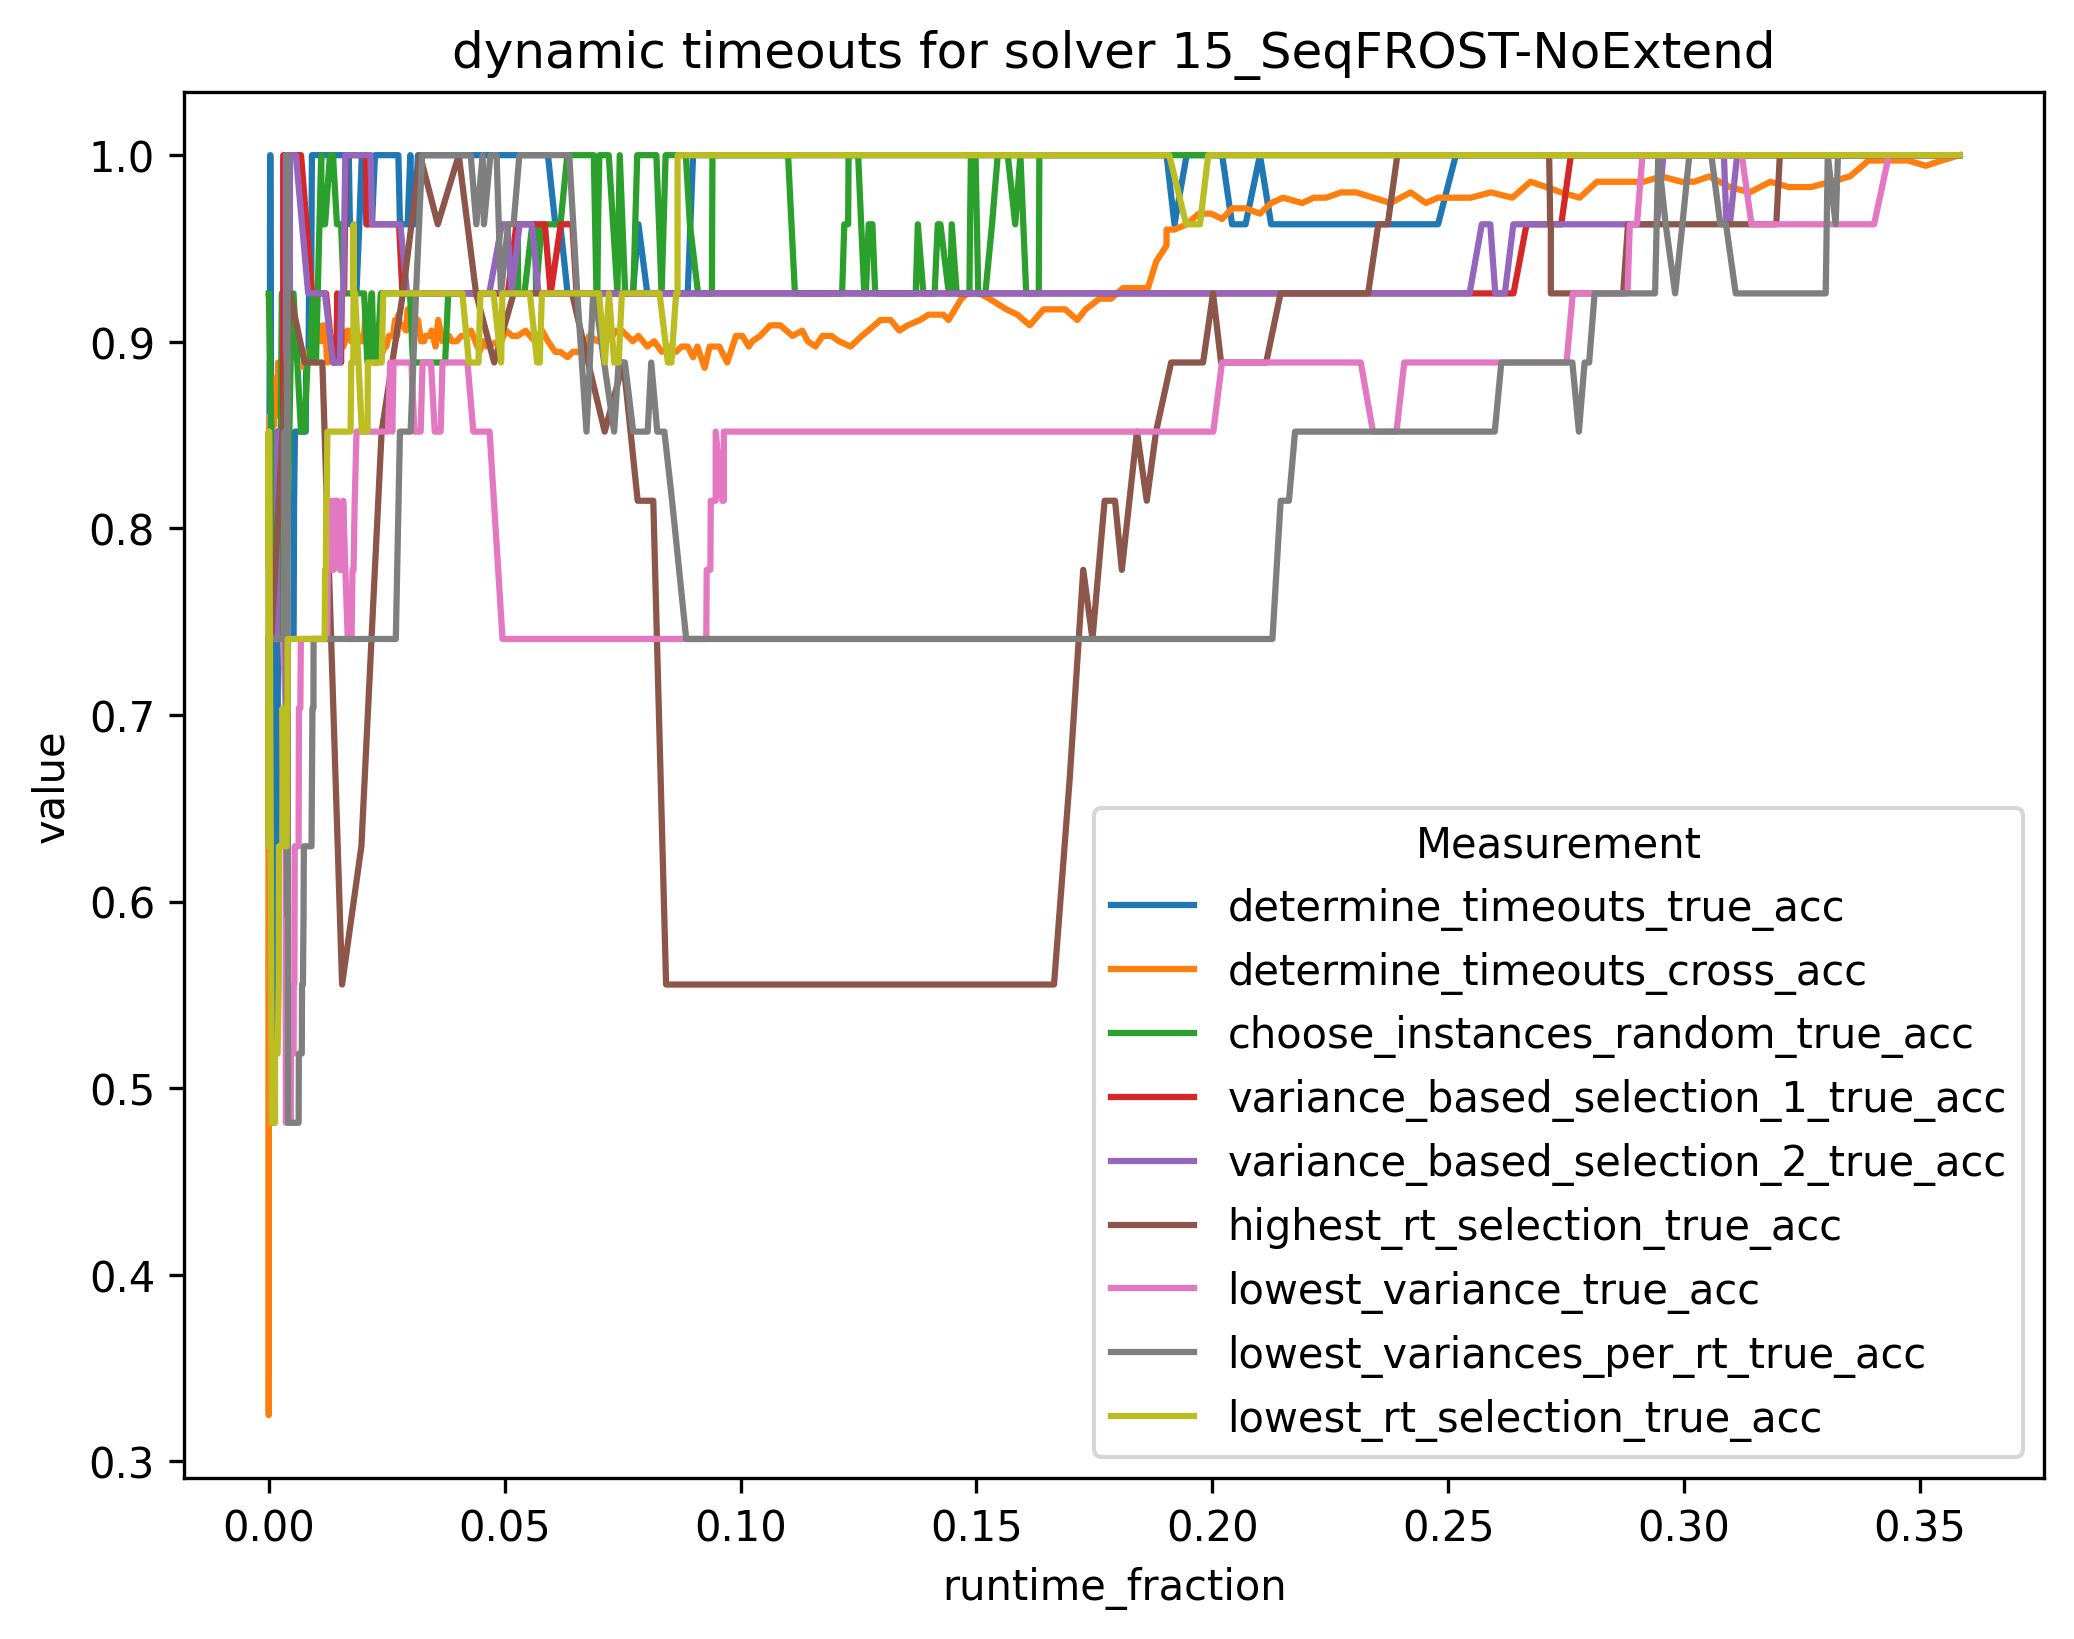 dynamic timeouts for solver 15_SeqFROST-NoExtend
1.0
0.9
0.8
0.7
0.6
0.5
0.4
0.3
value
0.00 0.05 0.10 0.15 0.20 0.25 0.30 0.35
runtime_fraction
Measurement
determine_timeouts_true_acc
determine_timeouts_cross_acc
choose_instances_random_true_acc
variance_based_selection_1_true_acc
variance_based_selection_2_true_acc
highest_rt_selection_true_acc
lowest_variance_true_acc
lowest_variances_per_rt_true_acc
lowest_rt_selection_true_acc